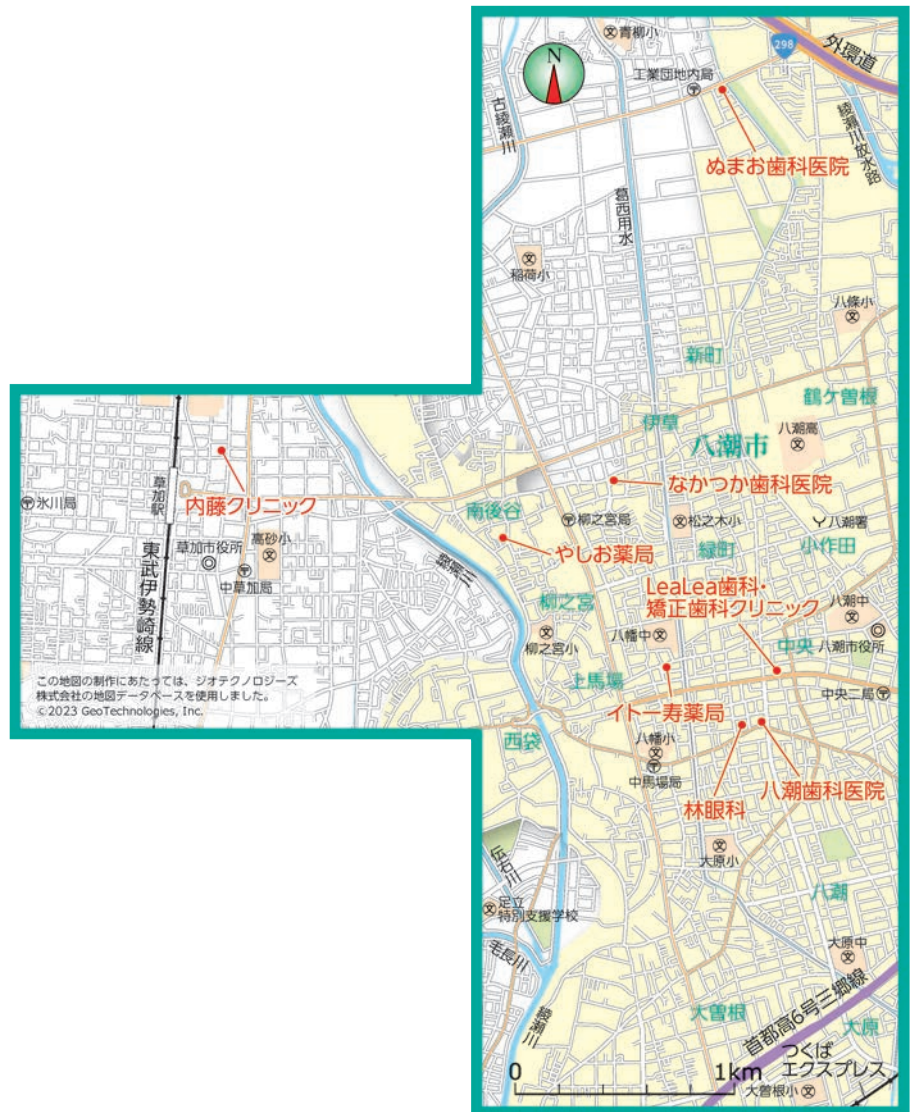 青柳小
298
外環道
N
工業団地内局
古綾瀬川
綾瀬川放水路
ぬまお歯科医院
葛西用水
稲荷小
八條小
新町
鶴ケ曽根
伊草
八潮市
八潮高
なかつか歯科医院
内藤クリニック
氷川局
草加駅
南後谷
柳之宮局
松之木小
八潮署
やしお薬局
緑町
小作田
草加市役所
高砂小
中草加局
東武伊勢崎線
綾瀬川
LeaLea歯科・
矯正歯科クリニック
柳之宮
八幡中
八潮中
柳之宮小
中央
八潮市役所
上馬場
中央二局
この地図の制作にあたっては、ジオテクノロジーズ
株式会社の地図データベースを使用しました。
©2023 GeoTechnologies, Inc.
イトー寿薬局
西袋
八幡小
中馬場局
林眼科
八潮歯科医院
大原小
伝右川
八潮
足立
特別支援学校
毛長川
大原中
綾瀬川
大曽根
首都高6号三郷線
大原
つくば
エクスプレス
0
1km
大曽根小